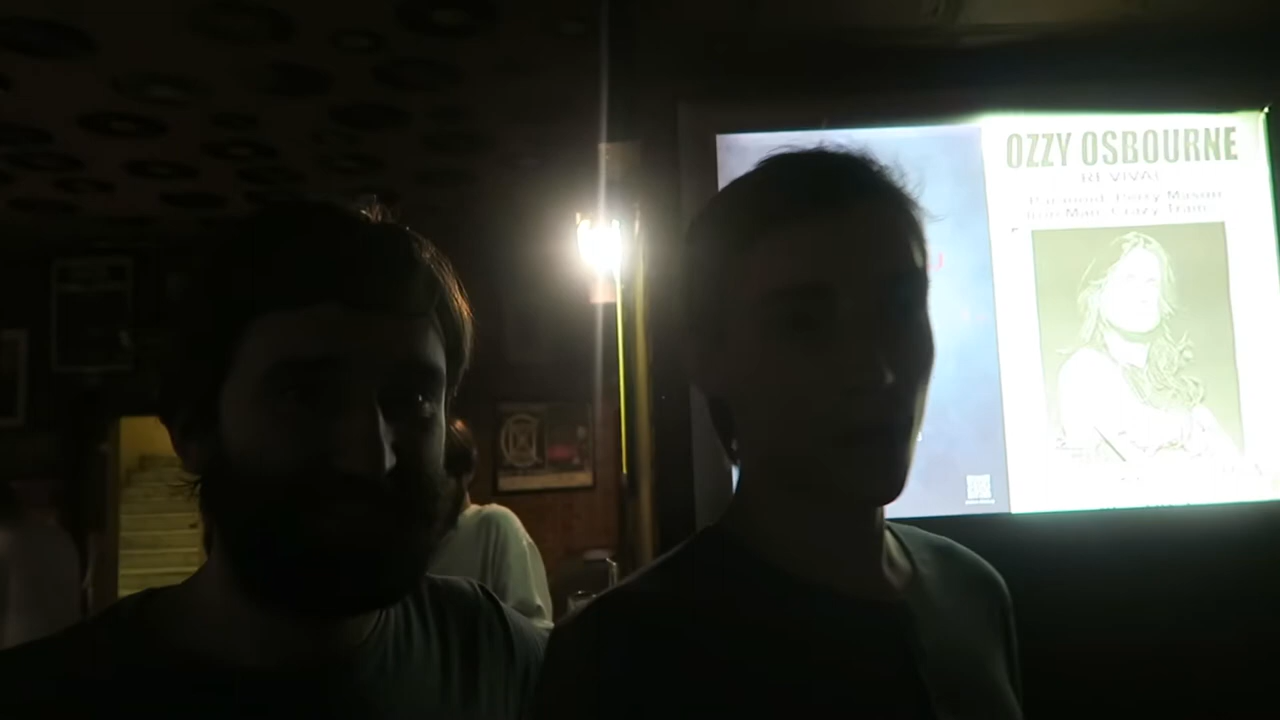 OZZY OSBOURNE
REVIVAL
Paranoid, Perry Mason
Iron Man, Crazy Train